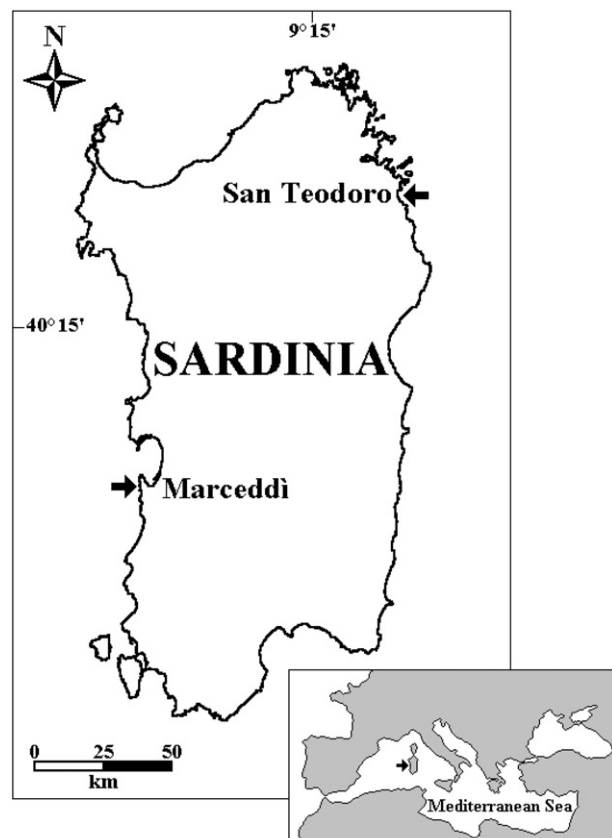 9°15'
N
San Teodoro
40°15'
SARDINIA
Marceddì
0 25 50
km
Mediterranean Sea